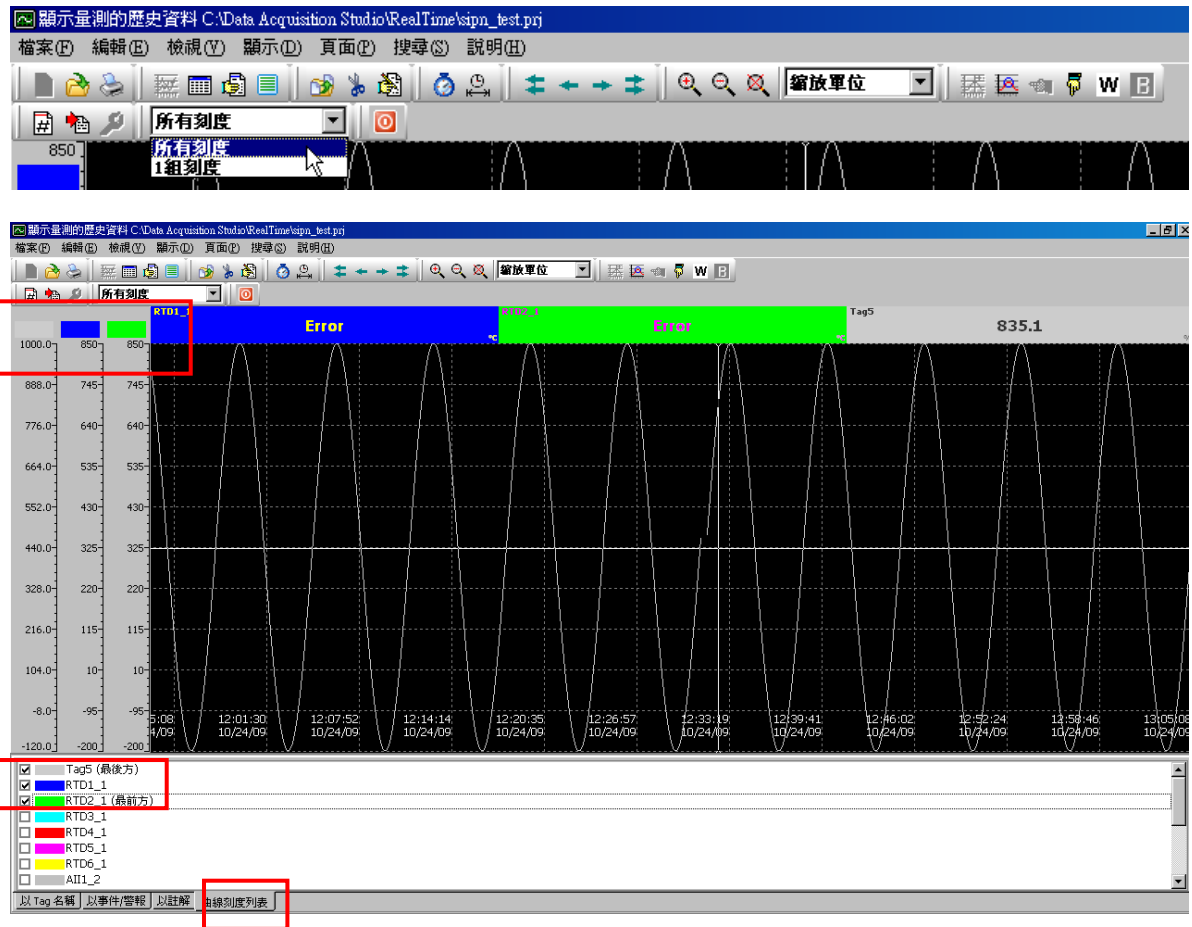 顯示量測的歷史資料 C:\Data Acquisition Studio\RealTime\sipn_test.prj
檔案(F) 編輯(E) 檢視(V) 顯示(D) 頁面(P) 搜尋(S) 說明(H)
縮放單位 W B
所有刻度
850 所有刻度
1組刻度
顯示量測的歷史資料 C:\Data Acquisition Studio\RealTime\sipn_test.prj
檔案(F) 編輯(E) 檢視(V) 顯示(D) 頁面(P) 搜尋(S) 說明(H)
縮放單位 W B
所有刻度
RTD1_1 RTD2_1 Tag5
Error Error 835.1
℃
1000.0 850 850
888.0 745 745
776.0 640 640
664.0 535 535
552.0 430 430
440.0 325 325
328.0 220 220
216.0 115 115
104.0 10 10
-8.0 -95 -95
5:08 12:01:30 12:07:52 12:14:14 12:20:35 12:26:57 12:33:19 12:39:41 12:46:02 12:52:24 12:58:46 13:05:08
4/09 10/24/09 10/24/09 10/24/09 10/24/09 10/24/09 10/24/09 10/24/09 10/24/09 10/24/09 10/24/09 10/24/09
-120.0 -200 -200
Tag5 (最後方)
RTD1_1
RTD2_1 (最前方)
RTD3_1
RTD4_1
RTD5_1
RTD6_1
AI1_2
以 Tag 名稱 以事件/警報 以註解 曲線刻度列表